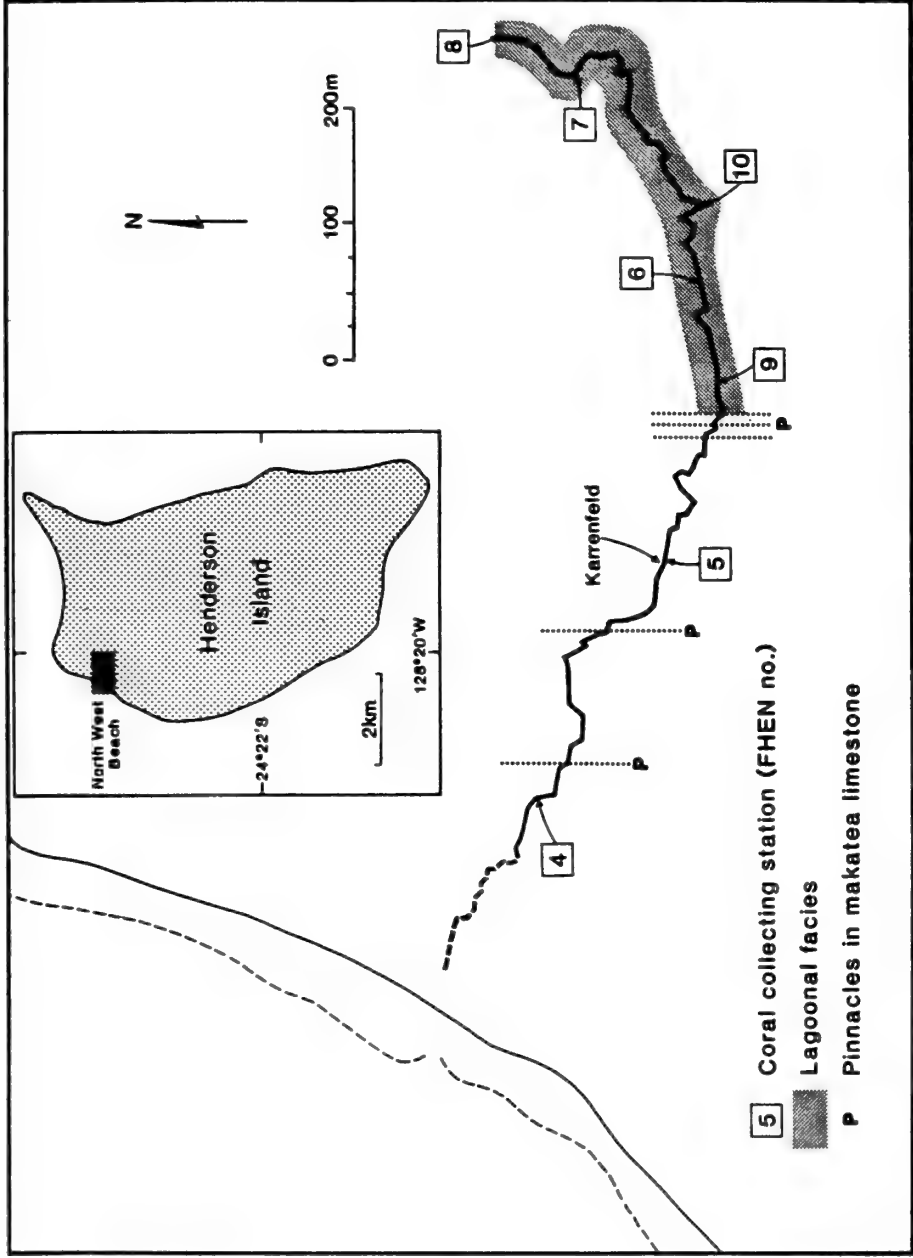 North West
Beach
Henderson
Island
24°22'S
2km
128°20'W
N
0 100 200m
8
7
4
Karrenfeld
6
P
P
5
10
9
P
5 Coral collecting station (FHEN no.)
Lagoonal facies
P Pinnacles in makatea limestone